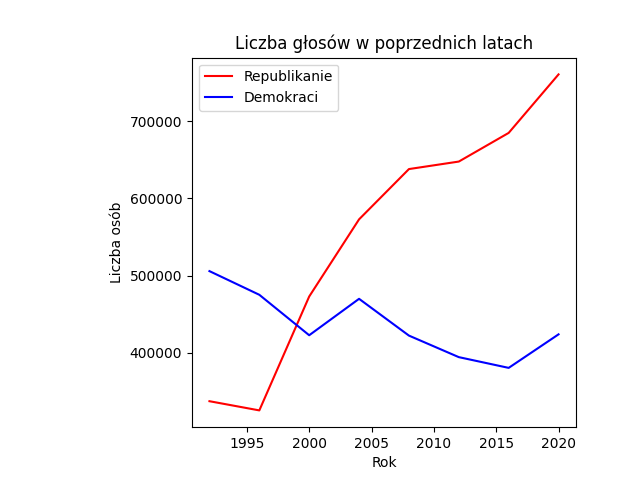 Liczba głosów w poprzednich latach
Republikanie
Demokraci
700000
600000
500000
400000
Liczba osób
1995 2000 2005 2010 2015 2020
Rok